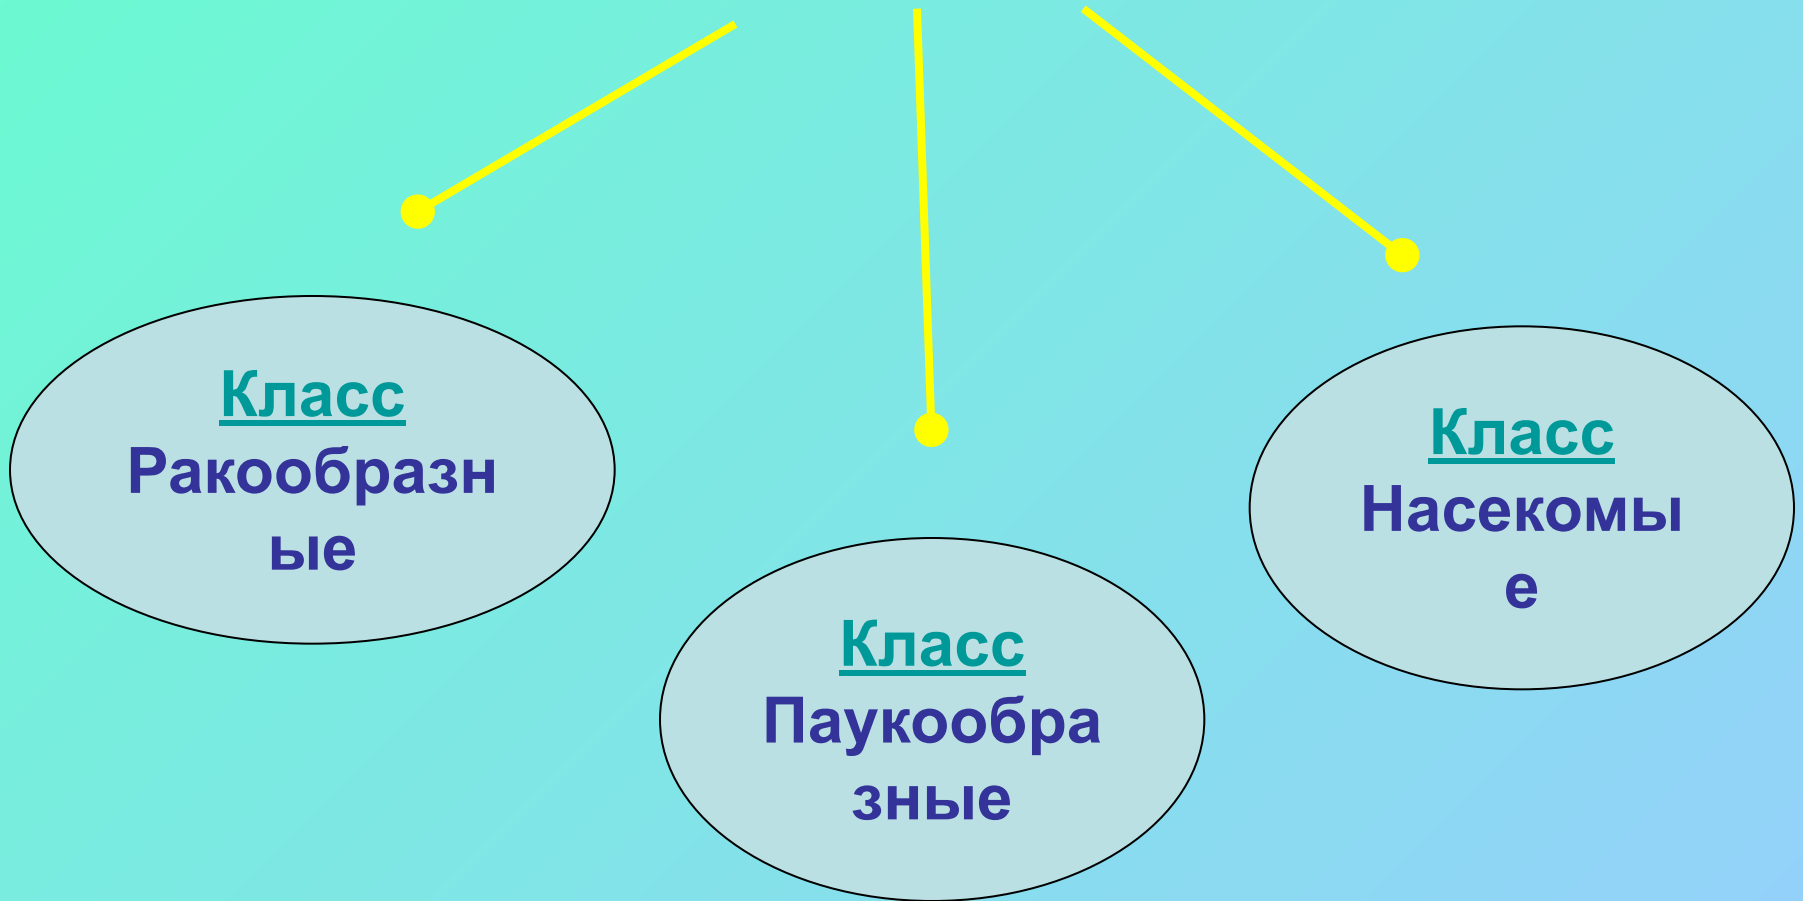 Класс
Ракообразн
ые
Класс
Паукообра
зные
Класс
Насекомы
е